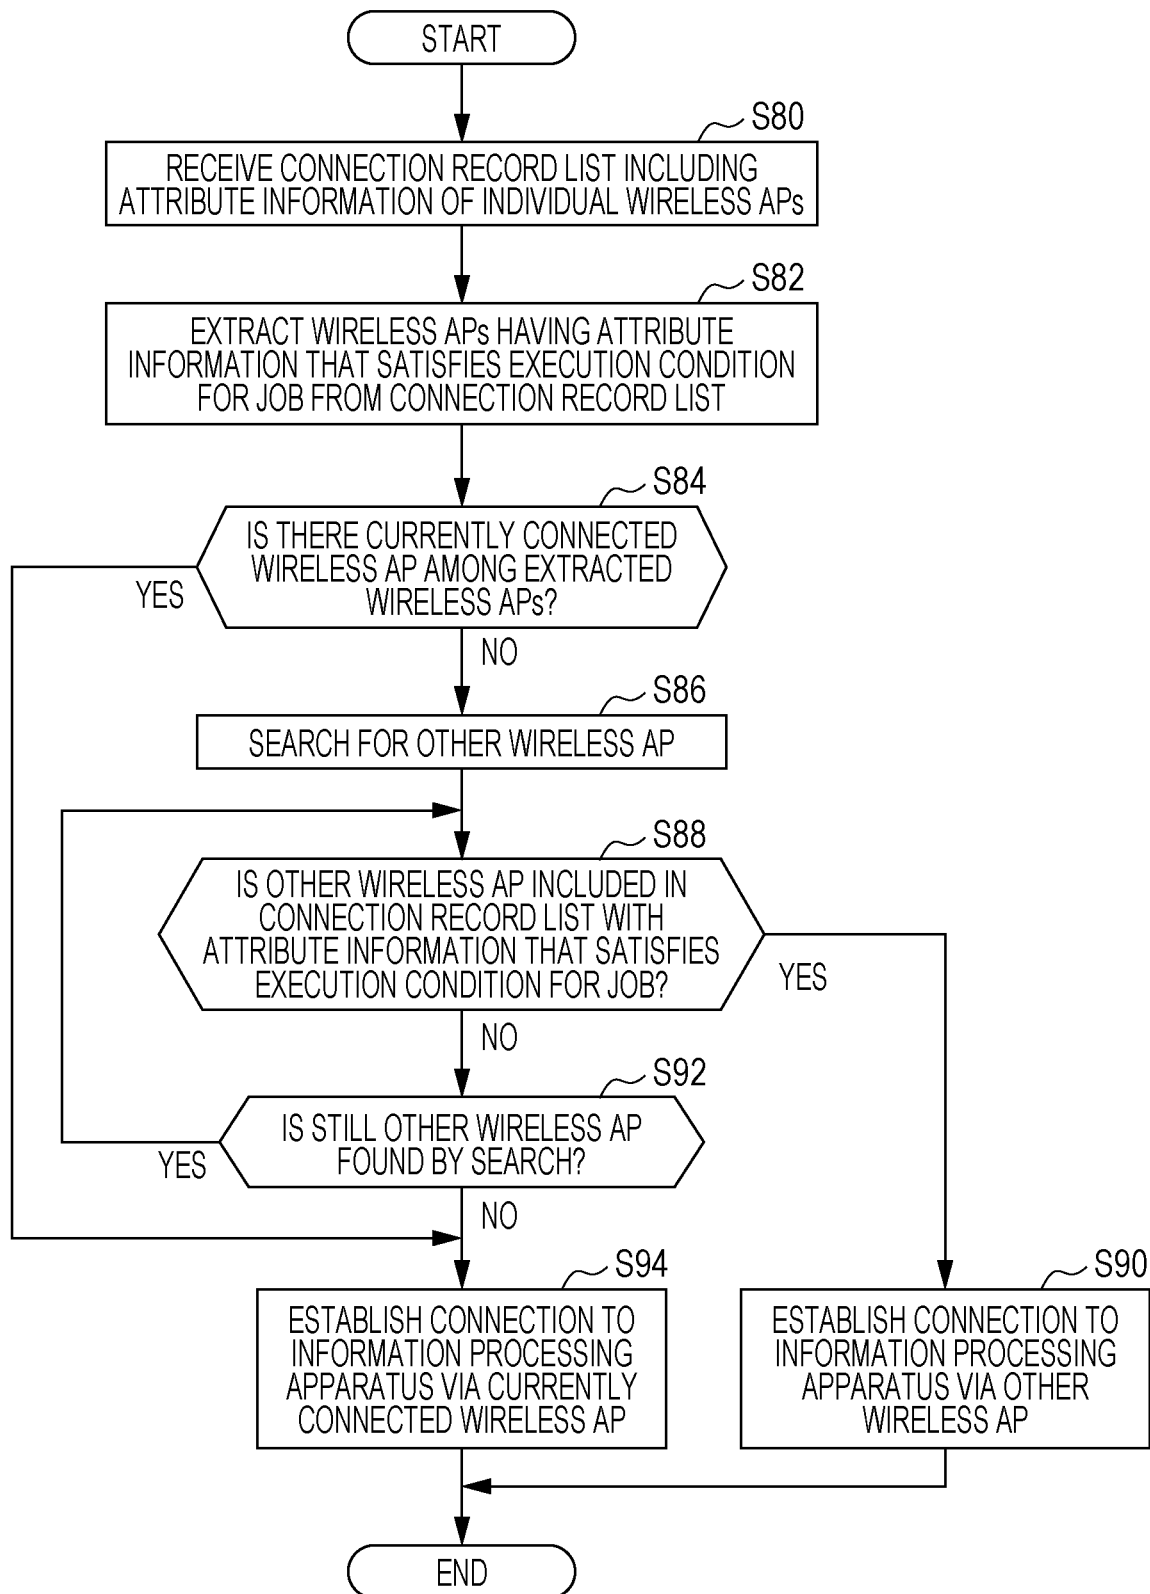 START
S80
RECEIVE CONNECTION RECORD LIST INCLUDING
ATTRIBUTE INFORMATION OF INDIVIDUAL WIRELESS APs
S82
EXTRACT WIRELESS APs HAVING ATTRIBUTE
INFORMATION THAT SATISFIES EXECUTION CONDITION
FOR JOB FROM CONNECTION RECORD LIST
S84
IS THERE CURRENTLY CONNECTED
WIRELESS AP AMONG EXTRACTED
WIRELESS APs?
YES
NO
S86
SEARCH FOR OTHER WIRELESS AP
S88
IS OTHER WIRELESS AP INCLUDED IN
CONNECTION RECORD LIST WITH
ATTRIBUTE INFORMATION THAT SATISFIES
EXECUTION CONDITION FOR JOB?
YES
NO
S92
IS STILL OTHER WIRELESS AP
FOUND BY SEARCH?
YES
NO
S94
ESTABLISH CONNECTION TO
INFORMATION PROCESSING
APPARATUS VIA CURRENTLY
CONNECTED WIRELESS AP
S90
ESTABLISH CONNECTION TO
INFORMATION PROCESSING
APPARATUS VIA OTHER
WIRELESS AP
END